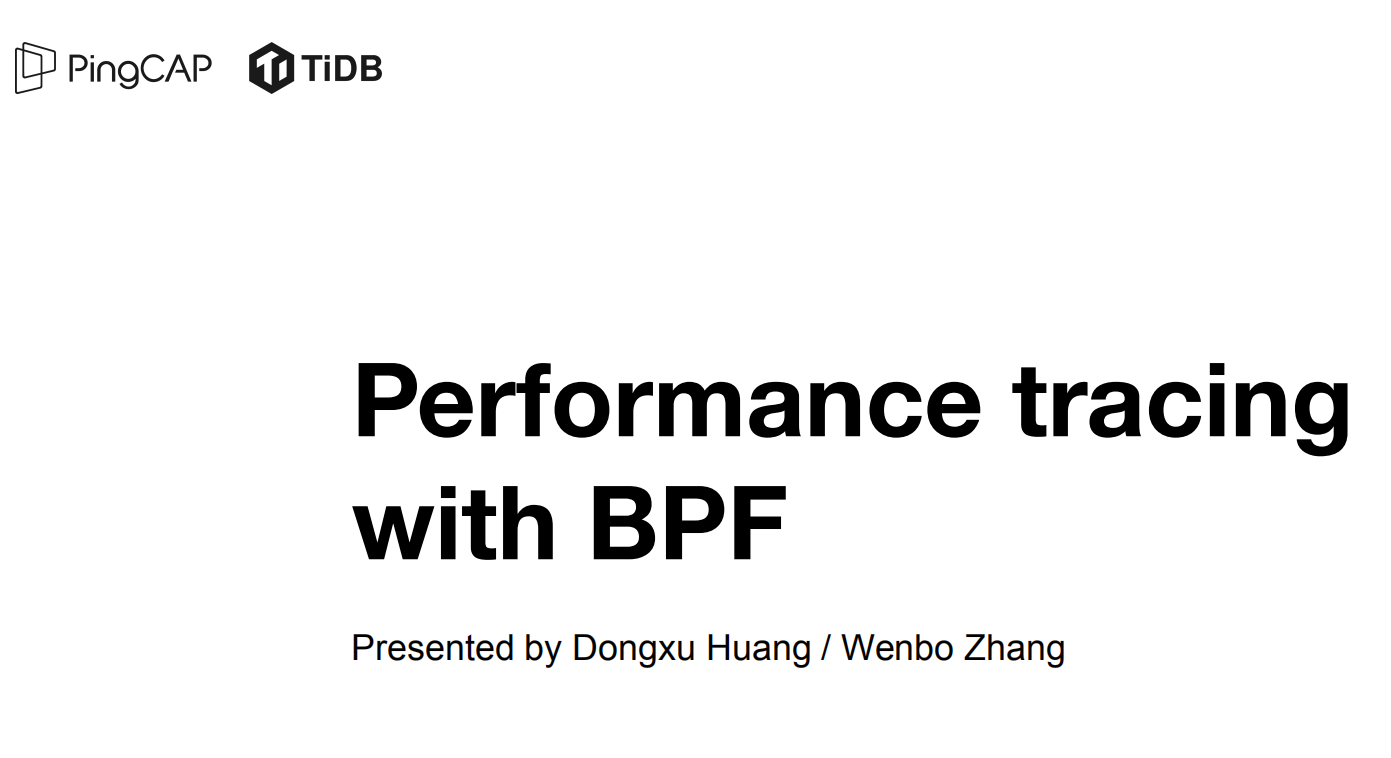 PingCAP TiDB
Performance tracing
with BPF
Presented by Dongxu Huang / Wenbo Zhang